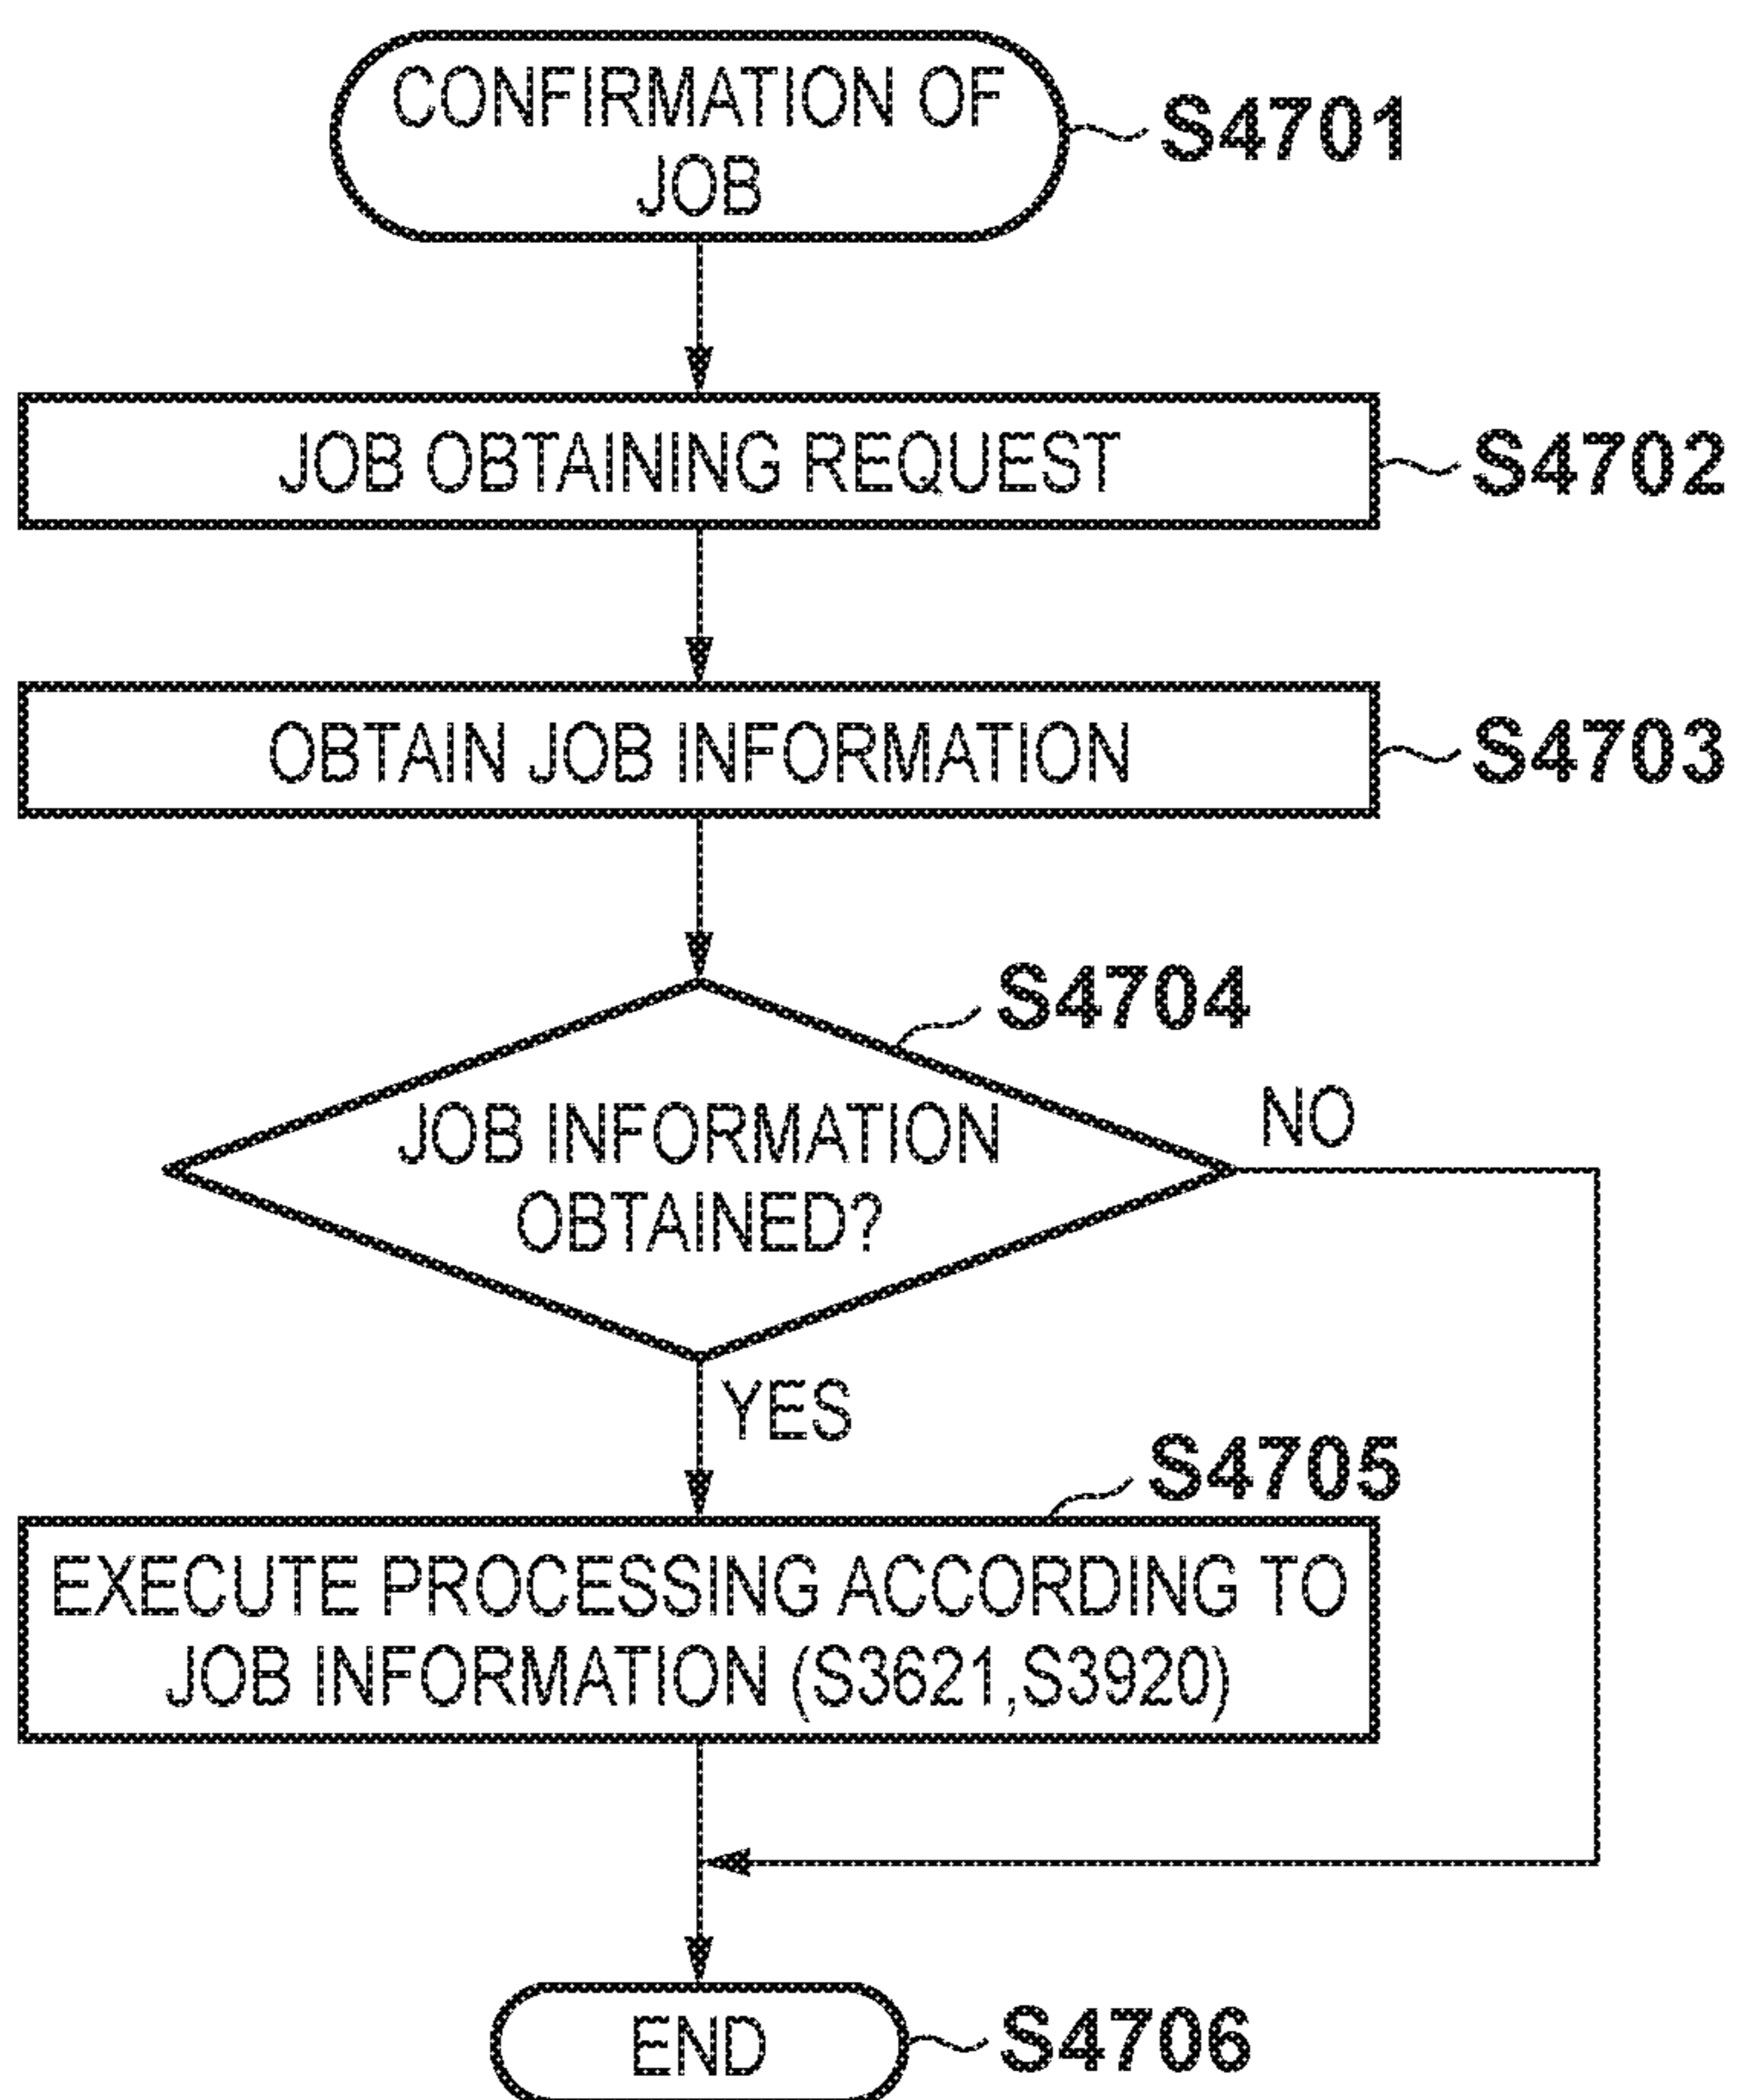 CONFIRMATION OF
JOB
S4701
JOB OBTAINING REQUEST
S4702
OBTAIN JOB INFORMATION
S4703
S4704
JOB INFORMATION
OBTAINED?
NO
YES
S4705
EXECUTE PROCESSING ACCORDING TO
JOB INFORMATION (S3621,S3920)
END
S4706